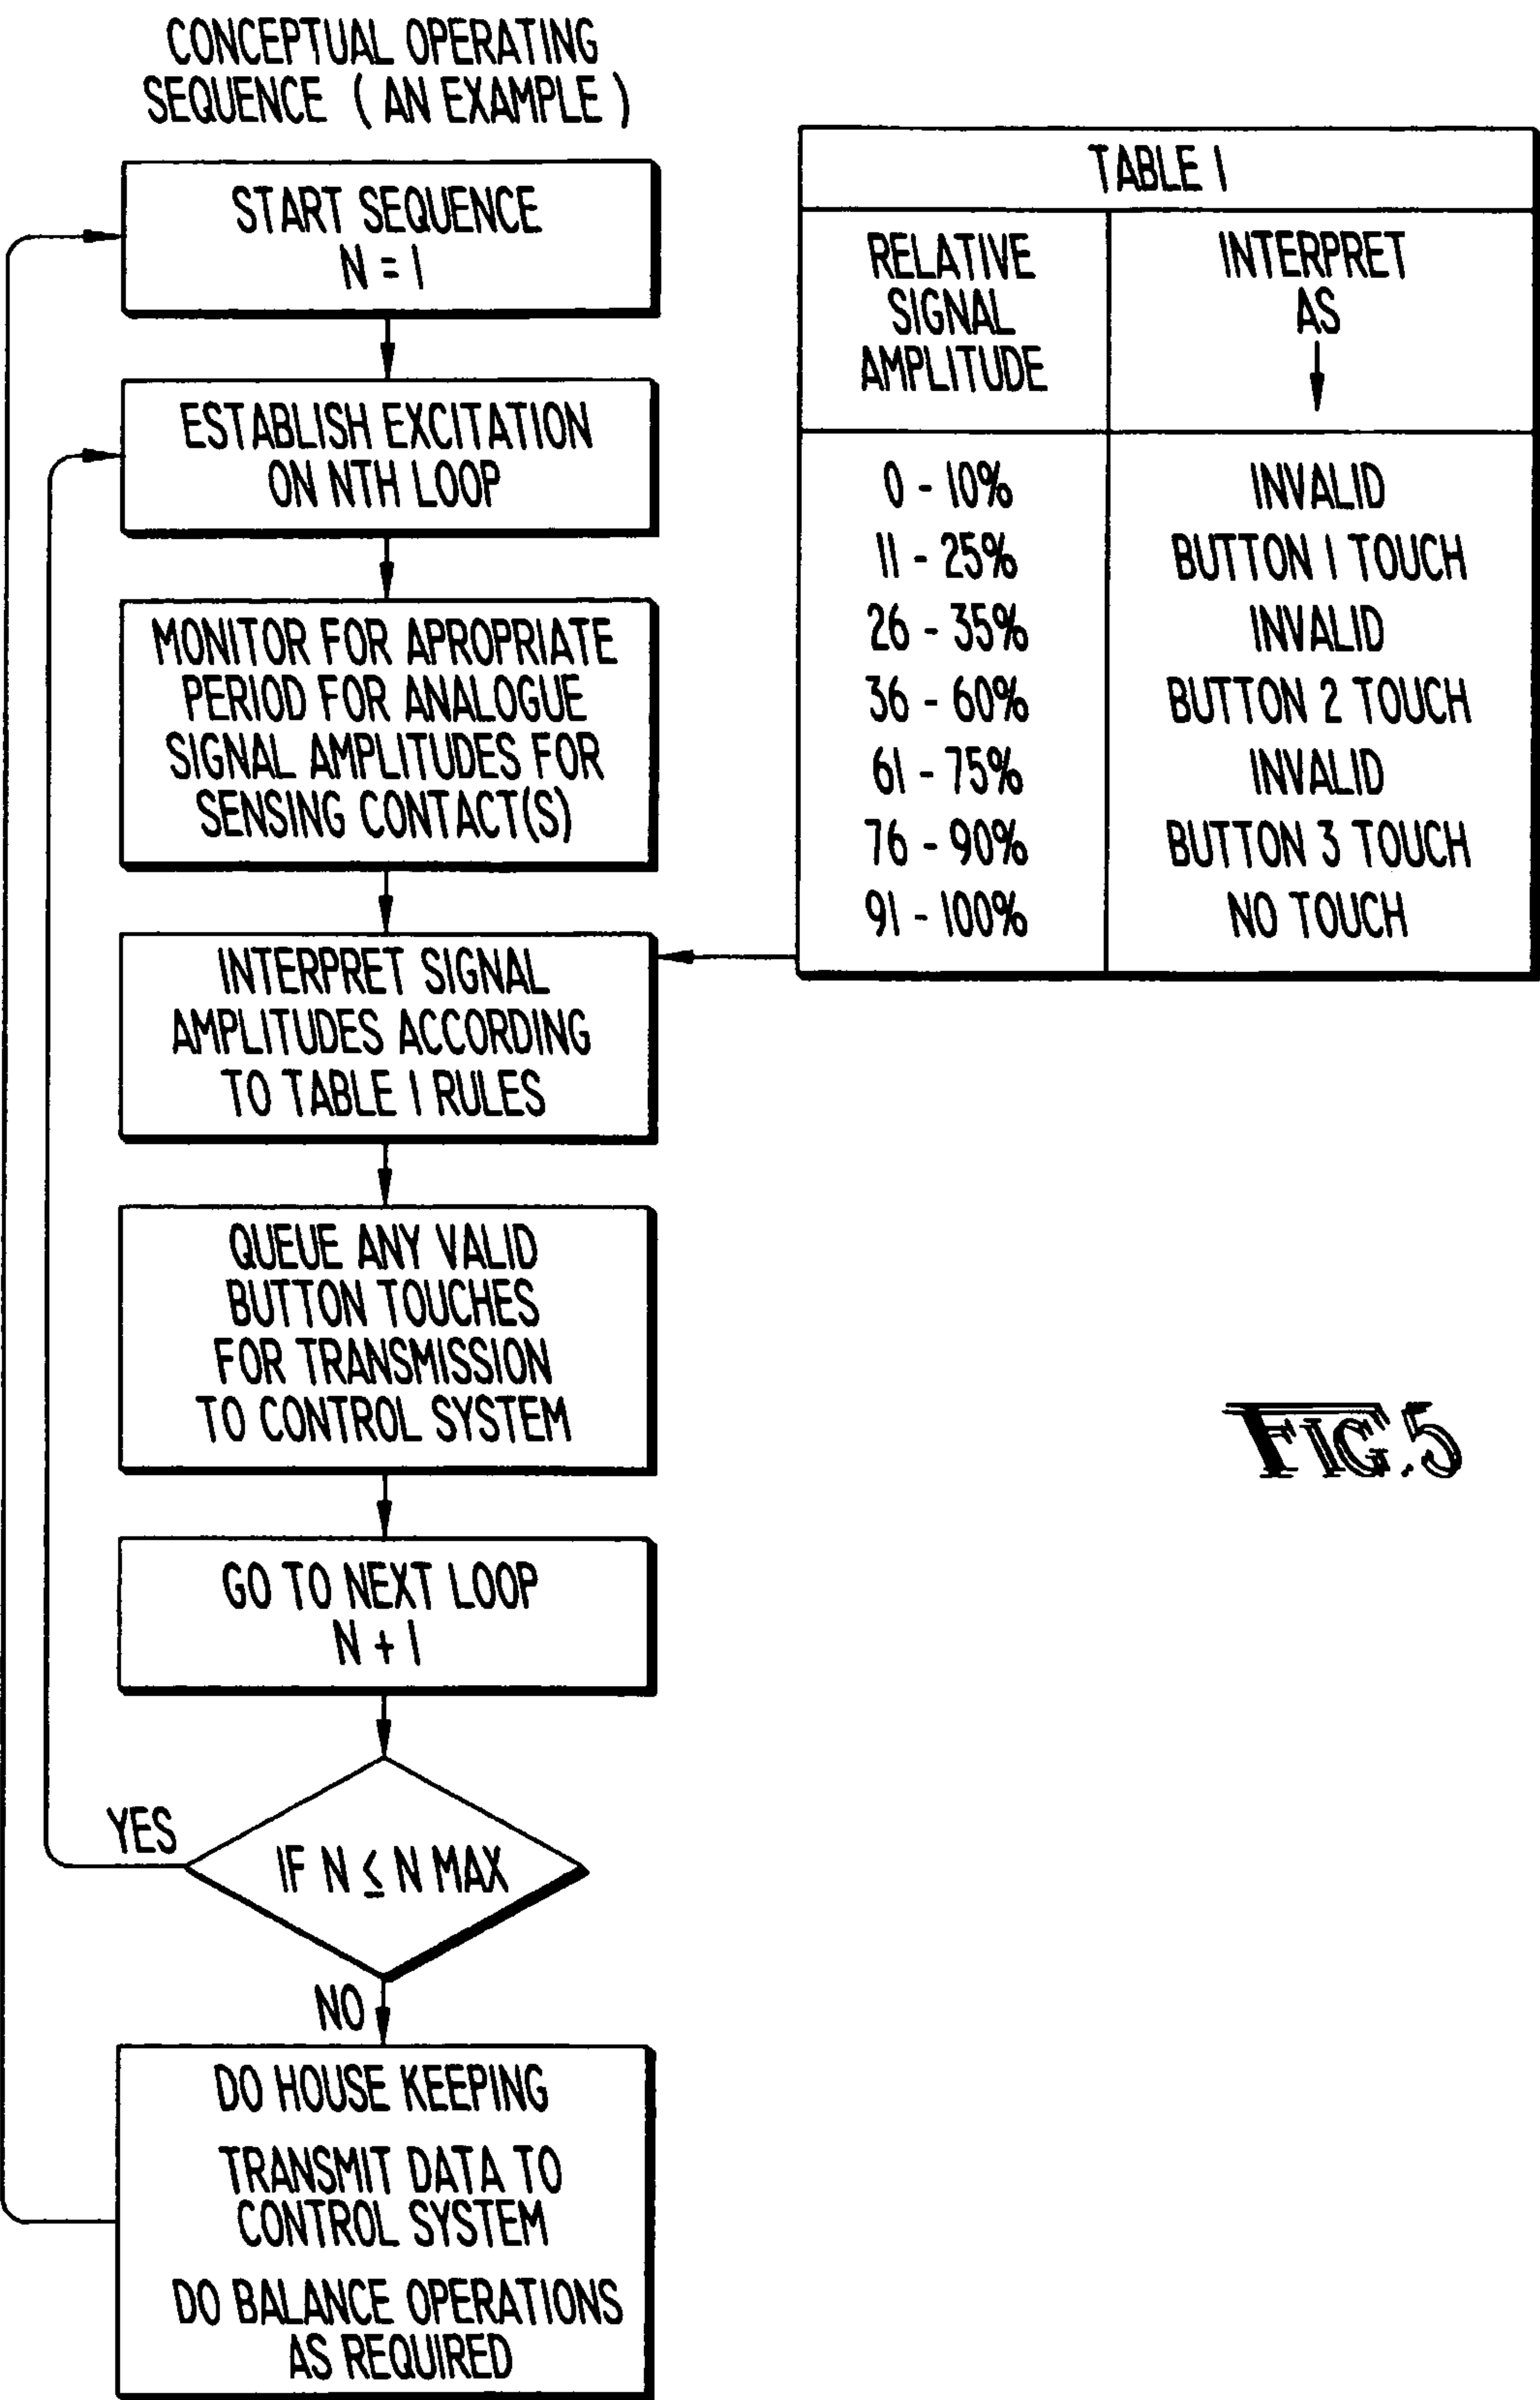 CONCEPTUAL OPERATING
SEQUENCE ( AN EXAMPLE )
START SEQUENCE
N = 1
ESTABLISH EXCITATION
ON NTH LOOP
MONITOR FOR APROPRIATE
PERIOD FOR ANALOGUE
SIGNAL AMPLITUDES FOR
SENSING CONTACT(S)
INTERPRET SIGNAL
AMPLITUDES ACCORDING
TO TABLE 1 RULES
QUEUE ANY VALID
BUTTON TOUCHES
FOR TRANSMISSION
TO CONTROL SYSTEM
GO TO NEXT LOOP
N + 1
IF N ≤ N MAX
YES
NO
DO HOUSE KEEPING
TRANSMIT DATA TO
CONTROL SYSTEM
DO BALANCE OPERATIONS
AS REQUIRED
TABLE 1
RELATIVE
SIGNAL
AMPLITUDE
INTERPRET
AS
0 - 10% INVALID
11 - 25% BUTTON 1 TOUCH
26 - 35% INVALID
36 - 60% BUTTON 2 TOUCH
61 - 75% INVALID
76 - 90% BUTTON 3 TOUCH
91 - 100% NO TOUCH
FIG. 5